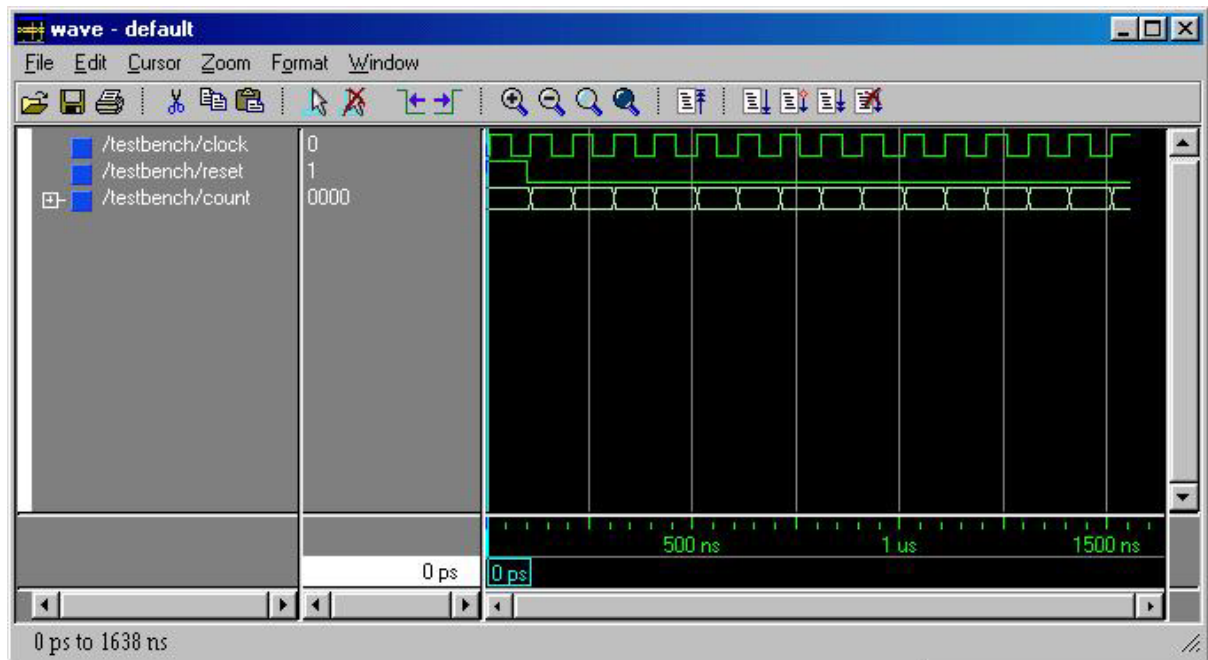 wave - default
File Edit Cursor Zoom Format Window
/testbench/clock 0
/testbench/reset 1
/testbench/count 0000
500 ns 1 us 1500 ns
0 ps 0 ps
0 ps to 1638 ns